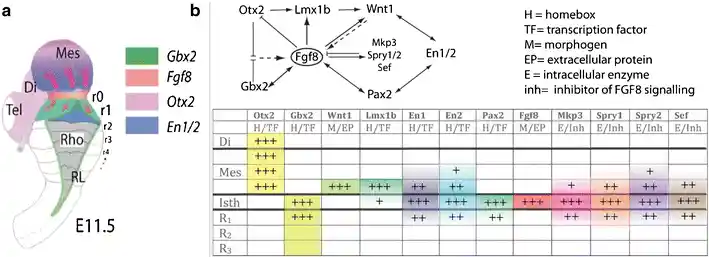 a
Mes
Di
Tel
r0
r1
r2
r3
r4
Rho
RL
E11.5
Gbx2
Fgf8
Otx2
En1/2
b
Otx2 Lmx1b Wnt1
Fgf8
Mkp3
Spry1/2
Sef
En1/2
Gbx2
Pax2
H = homebox
TF= transcription factor
M= morphogen
EP= extracellular protein
E = intracellular enzyme
inh= inhibitor of FGF8 signalling
Otx2 Gbx2 Wnt1 Lmx1b En1 En2 Pax2 Fgf8 Mkp3 Spry1 Spry2 Sef
H/TF H/TF M/EP H/TF H/TF H/TF H/TF M/EP E/Inh E/Inh E/Inh E/Inh
Di +++
+++
Mes +++ + +
+++ +++ +++ ++ ++ ++ + ++ ++ ++
Isth +++ + +++ +++ +++ +++ +++ +++ +++ +++
R1 +++ ++ ++ ++ ++ ++ ++ ++
R2
R3